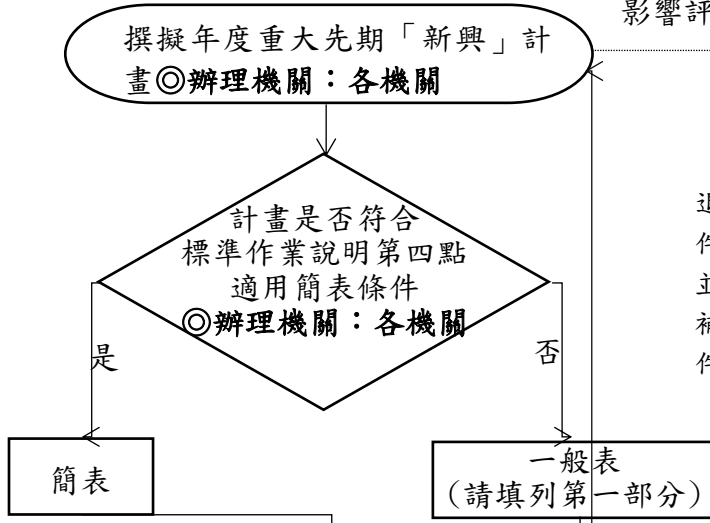 影響評
撰擬年度重大先期「新興」計
畫◎辦理機關：各機關
計畫是否符合
標準作業說明第四點
適用簡表條件
◎辦理機關：各機關
件
補
件
是
否
簡表
一般表
（請填列第一部分）